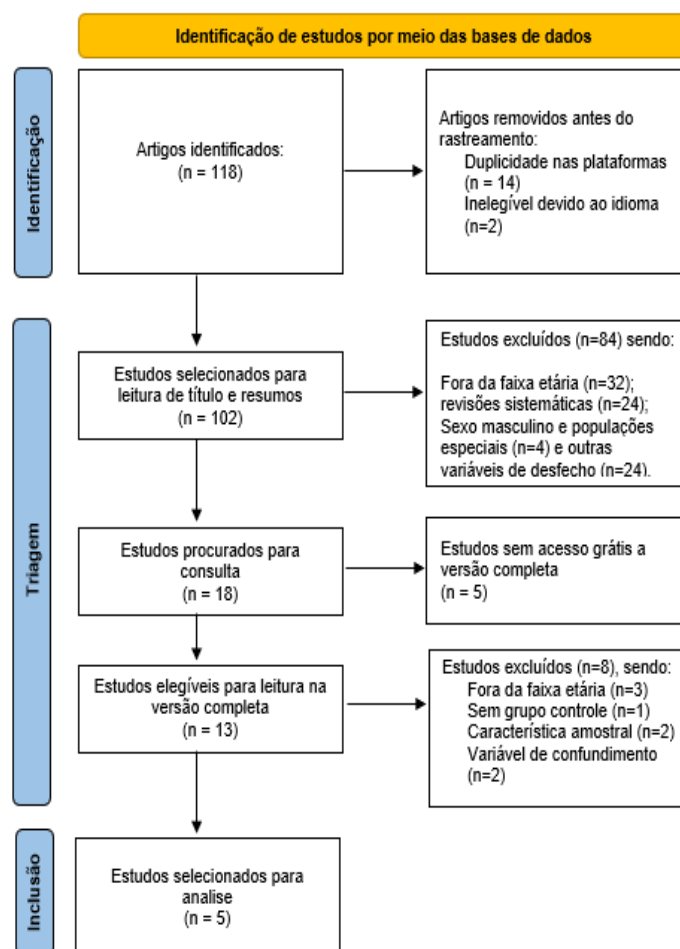 Identificação de estudos por meio das bases de dados
Identificação
Artigos identificados:
(n = 118)
Artigos removidos antes do
rastreamento:
Duplicidade nas plataformas
(n = 14)
Inelegível devido ao idioma
(n=2)
Triagem
Estudos selecionados para
leitura de título e resumos
n = 102)
Estudos excluídos (n=84) sendo:
Fora da faixa etária (n=32);
revisões sistemáticas (n=24);
Sexo masculino e populações
especiais (n=4) e outras
variáveis de desfecho (n=24).
Estudos procurados para
consulta
(n = 18)
Estudos sem acesso grátis a
versão completa
(n = 5)
Estudos elegíveis para leitura na
versão completa
(n = 13)
Estudos excluídos (n=8), sendo:
Fora da faixa etária (n=3)
Sem grupo controle (n=1)
Característica amostral (n=2)
Variável de confundimento
(n=2)
Inclusão
Estudos selecionados para
analise
(n = 5)